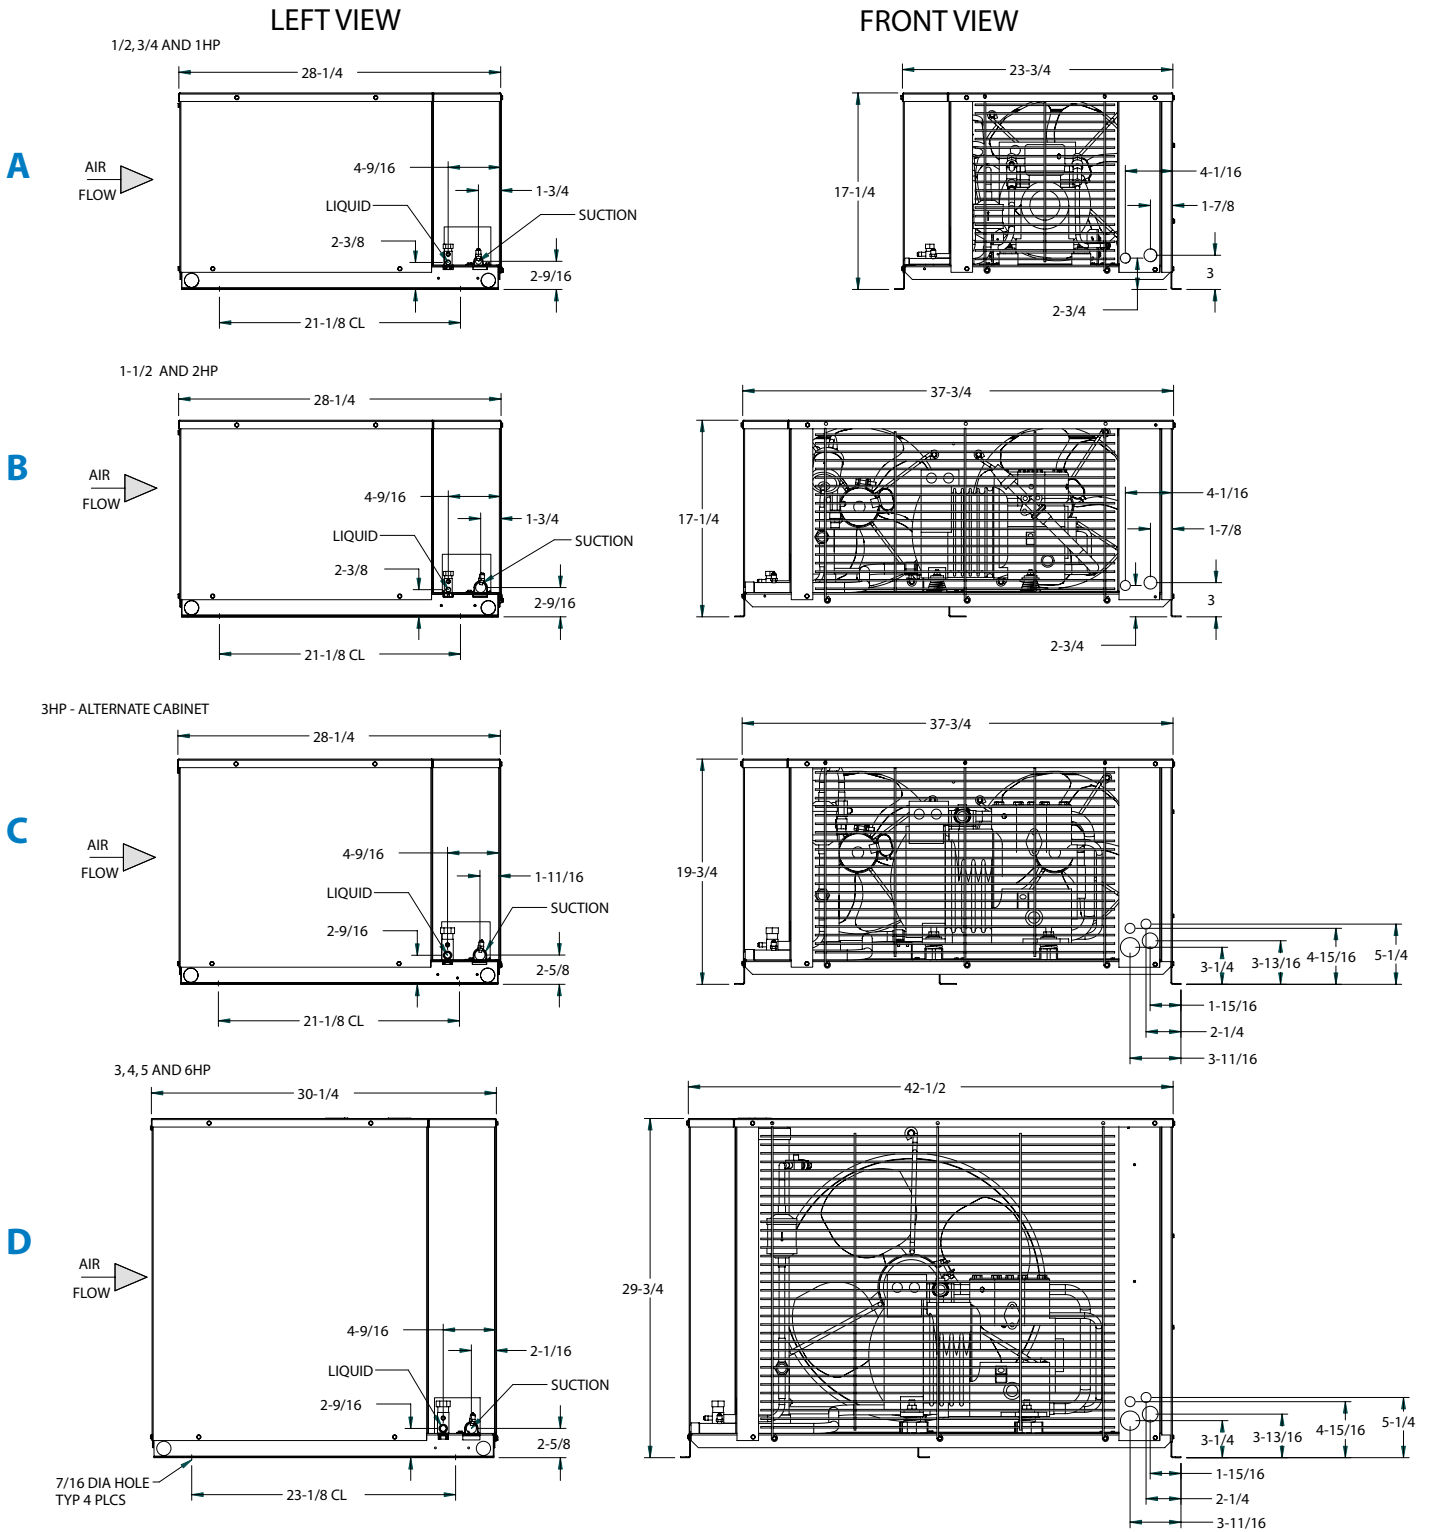 LEFT VIEW
FRONT VIEW
1/2, 3/4 AND 1HP
28-1/4
23-3/4
A
AIR
FLOW
4-9/16
1-3/4
LIQUID
SUCTION
2-3/8
2-9/16
21-1/8 CL
17-1/4
4-1/16
1-7/8
3
2-3/4
1-1/2 AND 2HP
28-1/4
37-3/4
B
AIR
FLOW
4-9/16
1-3/4
LIQUID
SUCTION
2-3/8
2-9/16
21-1/8 CL
17-1/4
4-1/16
1-7/8
3
2-3/4
3HP - ALTERNATE CABINET
28-1/4
37-3/4
C
AIR
FLOW
4-9/16
1-11/16
LIQUID
SUCTION
2-9/16
2-5/8
21-1/8 CL
19-3/4
3-1/4
3-13/16
4-15/16
5-1/4
1-15/16
2-1/4
3-11/16
3, 4, 5 AND 6HP
30-1/4
42-1/2
D
AIR
FLOW
4-9/16
2-1/16
LIQUID
SUCTION
2-9/16
2-5/8
7/16 DIA HOLE
TYP 4 PLCS
23-1/8 CL
29-3/4
3-1/4
3-13/16
4-15/16
5-1/4
1-15/16
2-1/4
3-11/16